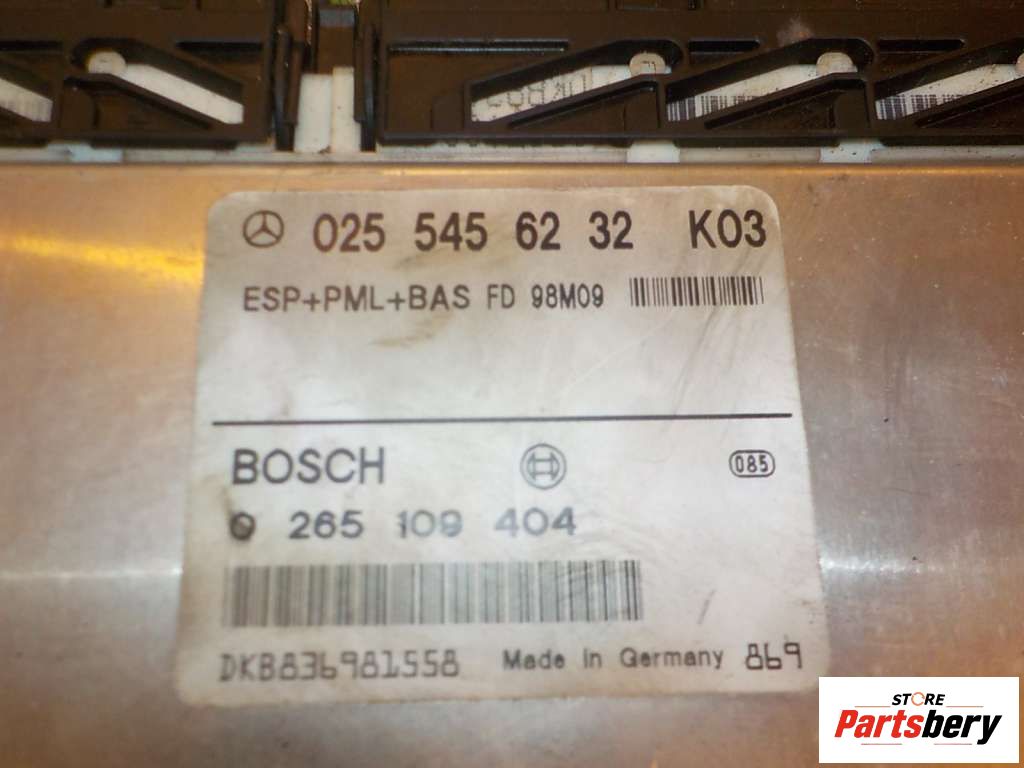 025 545 62 32 K03
ESP+PML+BAS FD 98M09
BOSCH
085
0 265 109 404
DKB836981558 Made in Germany 869
STORE
Partsbery